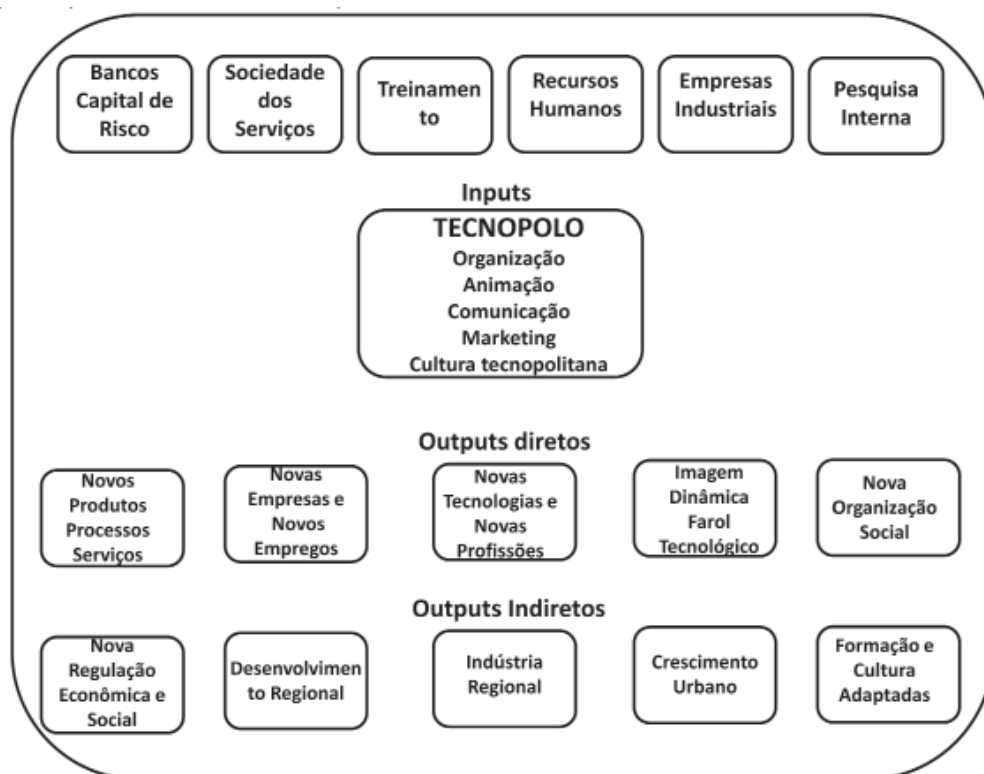 Bancos
Capital de
Risco
Sociedade
dos
Serviços
Treinamen
to
Recursos
Humanos
Empresas
Industriais
Pesquisa
Interna
Inputs
TECNOPOLO
Organização
Animação
Comunicação
Marketing
Cultura tecnopolitana
Outputs diretos
Novos
Produtos
Processos
Serviços
Novas
Empresas e
Novos
Empregos
Novas
Tecnologias e
Novas
Profissões
Imagem
Dinâmica
Farol
Tecnológico
Nova
Organização
Social
Outputs Indiretos
Nova
Regulação
Econômica e
Social
Desenvolvimen
to Regional
Indústria
Regional
Crescimento
Urbano
Formação e
Cultura
Adaptadas